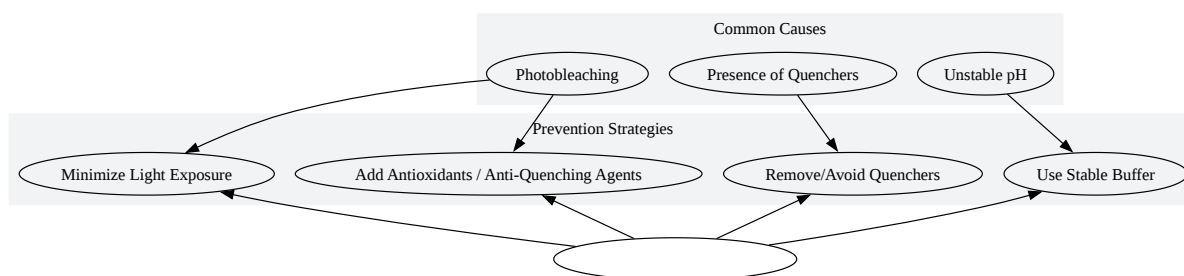 Common Causes
Photobleaching
Presence of Quenchers
Unstable pH
Prevention Strategies
Minimize Light Exposure
Add Antioxidants / Anti-Quenching Agents
Remove/Avoid Quenchers
Use Stable Buffer